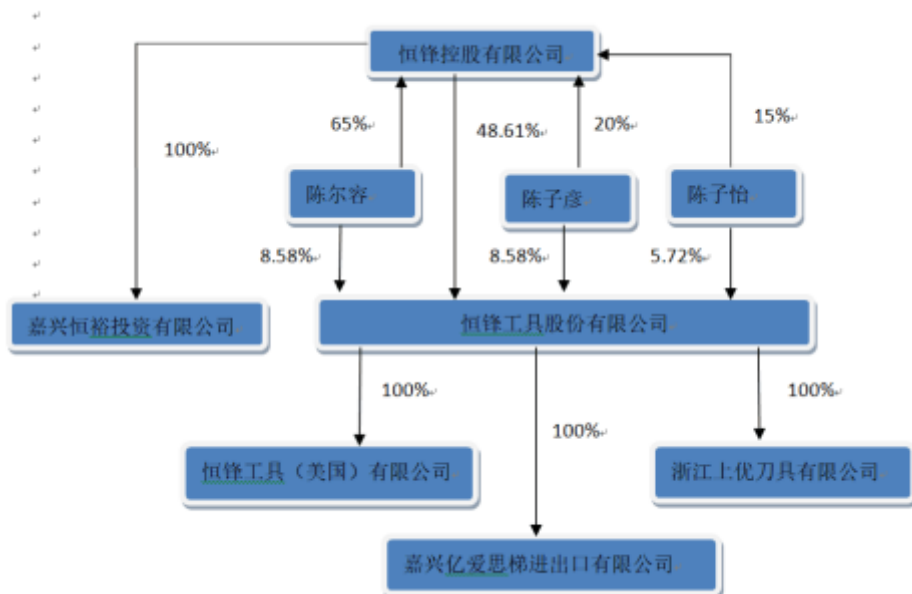 恒锋控股有限公司
65%
48.61%
20%
15%
100%
陈尔容
陈子彦
陈子怡
8.58%
8.58%
5.72%
嘉兴恒裕投资有限公司
恒锋工具股份有限公司
100%
100%
100%
恒锋工具（美国）有限公司
浙江上优刀具有限公司
嘉兴亿爱思梯进出口有限公司